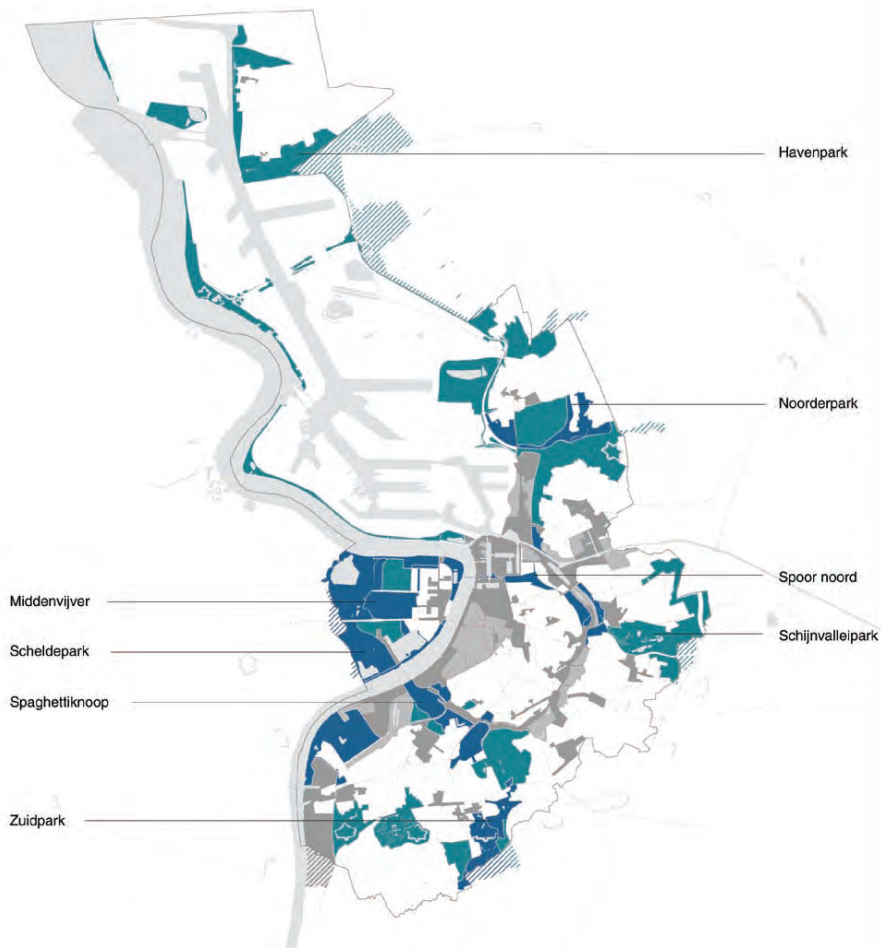 Havenpark
Noorderpark
Spoor noord
Middenvijver
Schijnvalleipark
Scheldepark
Spaghettiknoop
Zuidpark